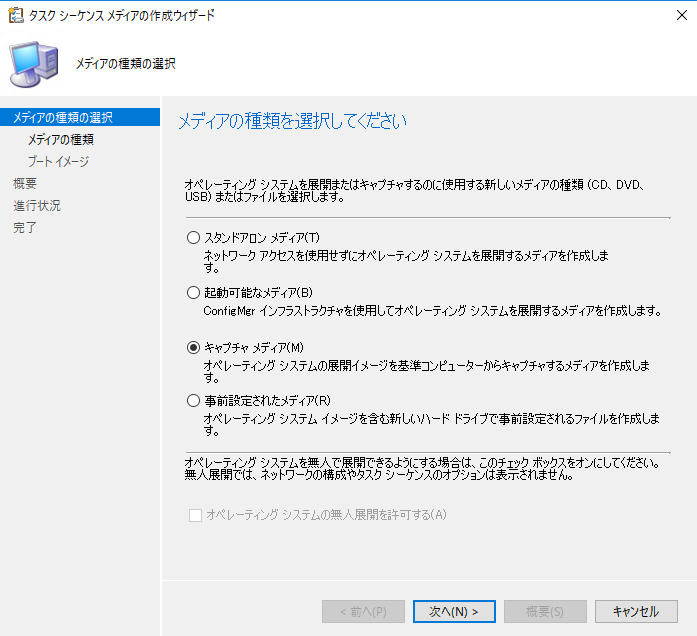 タスク シーケンス メディアの作成ウィザード
メディアの種類の選択
メディアの種類の選択
メディアの種類
ブート イメージ
概要
進行状況
完了
メディアの種類を選択してください
オペレーティング システムを展開またはキャプチャするのに使用する新しいメディアの種類 (CD、DVD、
USB) またはファイルを選択します。
スタンドアロン メディア(T)
ネットワーク アクセスを使用せずにオペレーティング システムを展開するメディアを作成しま
す。
起動可能なメディア(B)
ConfigMgr インフラストラクチャを使用してオペレーティング システムを展開するメディアを作成します。
キャプチャ メディア(M)
オペレーティング システムの展開イメージを基準コンピューターからキャプチャするメディアを作成しま
す。
事前設定されたメディア(R)
オペレーティング システム イメージを含む新しいハード ドライブで事前設定されるファイルを作成しま
す。
オペレーティング システムを無人で展開できるようにする場合は、このチェック ボックスをオンにしてください。
無人展開では、ネットワークの構成やタスク シーケンスのオプションは表示されません。
オペレーティング システムの無人展開を許可する(A)
< 前へ(P)
次へ(N) >
概要(S)
キャンセル